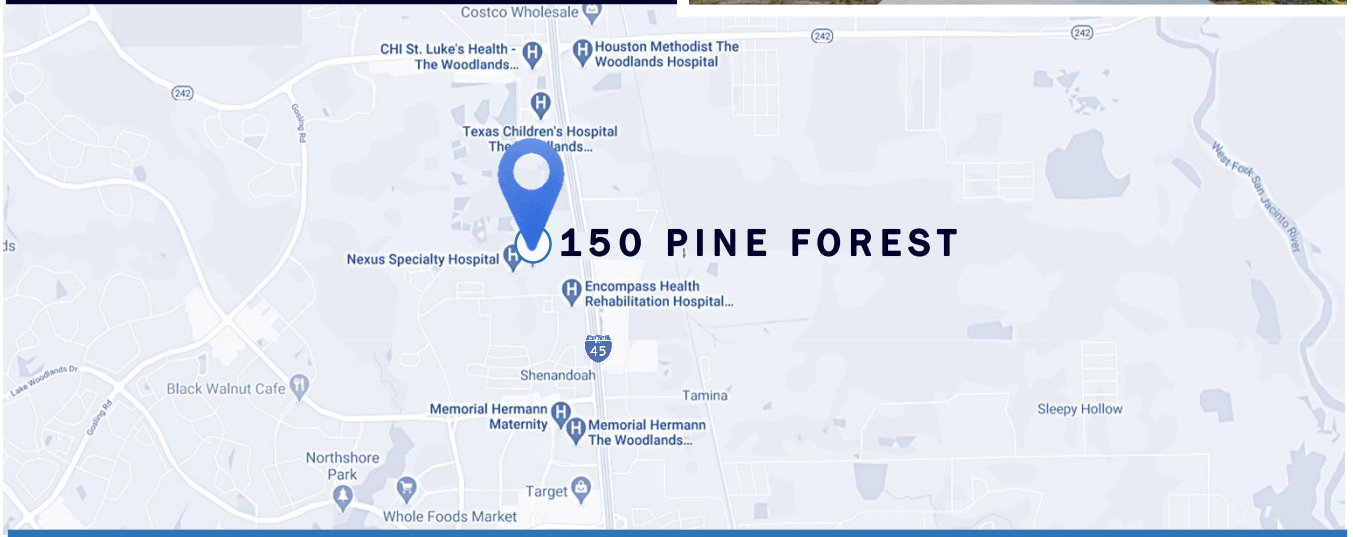 Costco Wholesale
CHI St. Luke's Health -
The Woodlands...
Houston Methodist The
Woodlands Hospital
242
242
242
Gosling Rd
Texas Children's Hospital
The
lands...
West Fork San Jacinto River
ds
150 PINE FOREST
Nexus Specialty Hospital
Encompass Health
Rehabilitation Hospital...
45
Shenandoah
Lake Woodlands Dr
Black Walnut Cafe
Tamina
Gosling Rd
Memorial Hermann
Maternity
Memorial Hermann
The Woodlands...
Sleepy Hollow
Northshore
Park
Target
Whole Foods Market